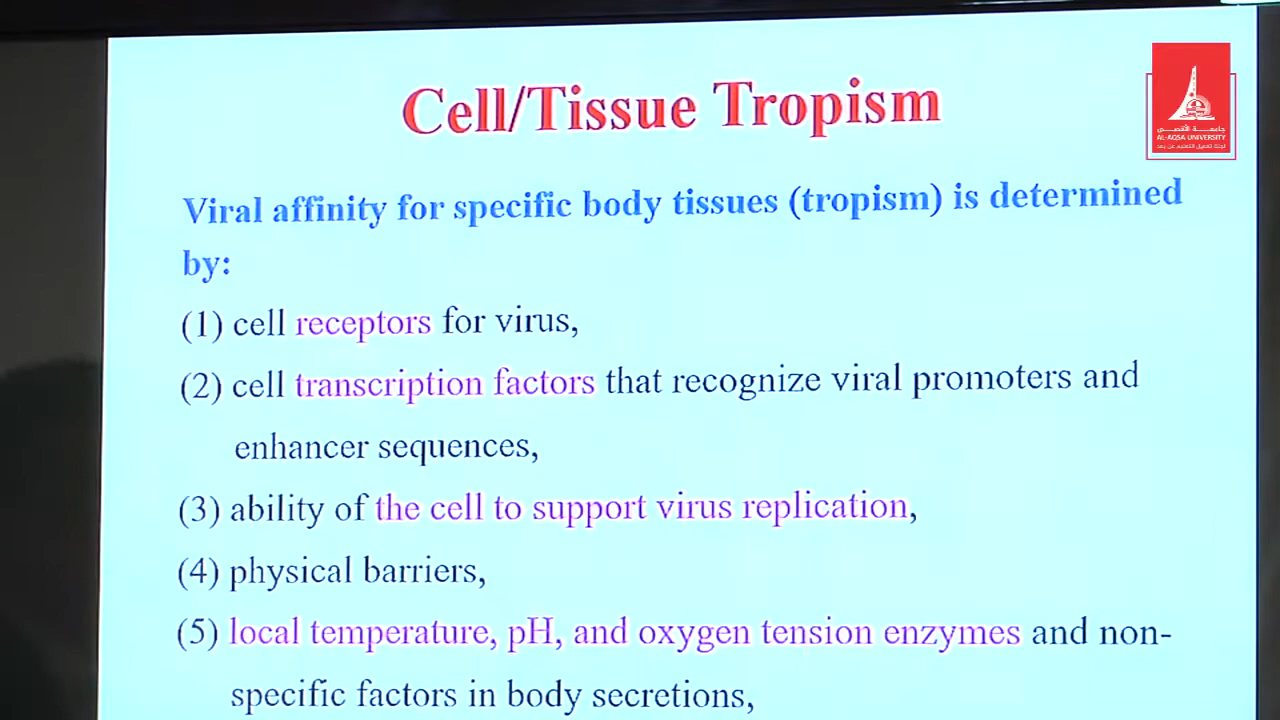 Cell/Tissue Tropism
جامعة الأقصى
AL-AQSA UNIVERSITY
Viral affinity for specific body tissues (tropism) is determined
by:
(1) cell receptors for virus,
(2) cell transcription factors that recognize viral promoters and
enhancer sequences,
(3) ability of the cell to support virus replication,
(4) physical barriers,
(5) local temperature, pH, and oxygen tension enzymes and non-
specific factors in body secretions,